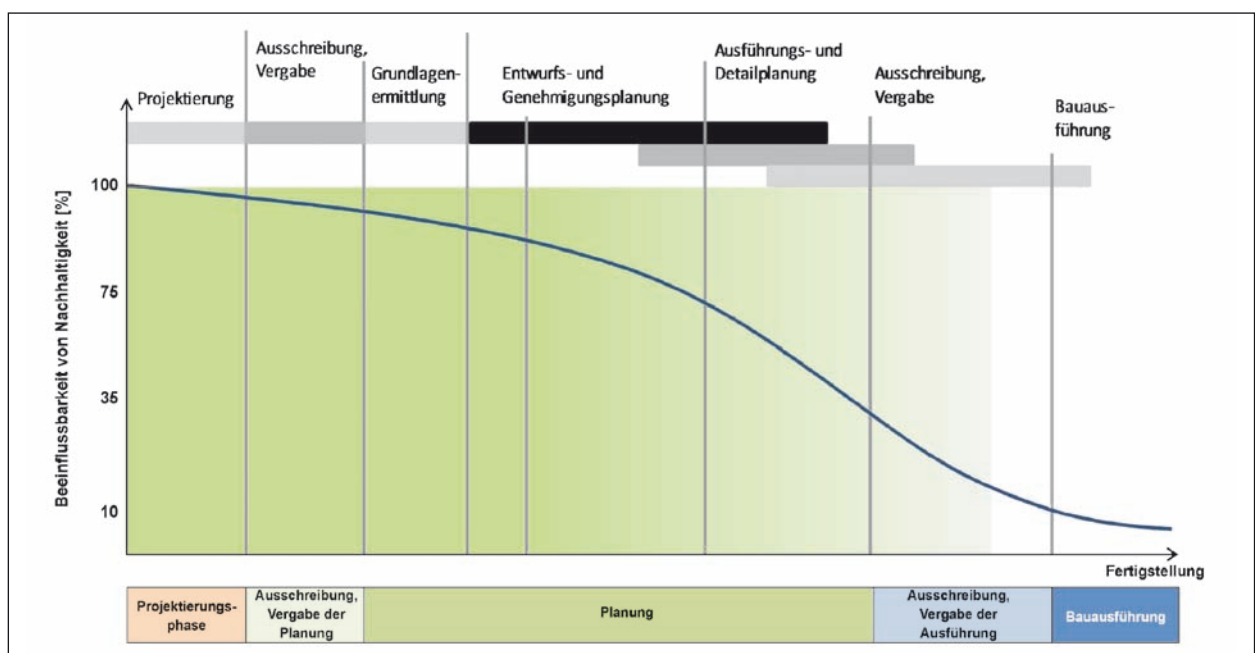 Projektierung
Ausschreibung,
Vergabe
Grundlagen-
ermittlung
Entwurfs- und
Genehmigungsplanung
Ausführungs- und
Detailplanung
Ausschreibung,
Vergabe
Bauaus-
führung
Beeinflussbarkeit von Nachhaltigkeit [%]
100
75
35
10
Fertigstellung
Projektierungs-
phase
Ausschreibung,
Vergabe der
Planung
Planung
Ausschreibung,
Vergabe der
Ausführung
Bauausführung